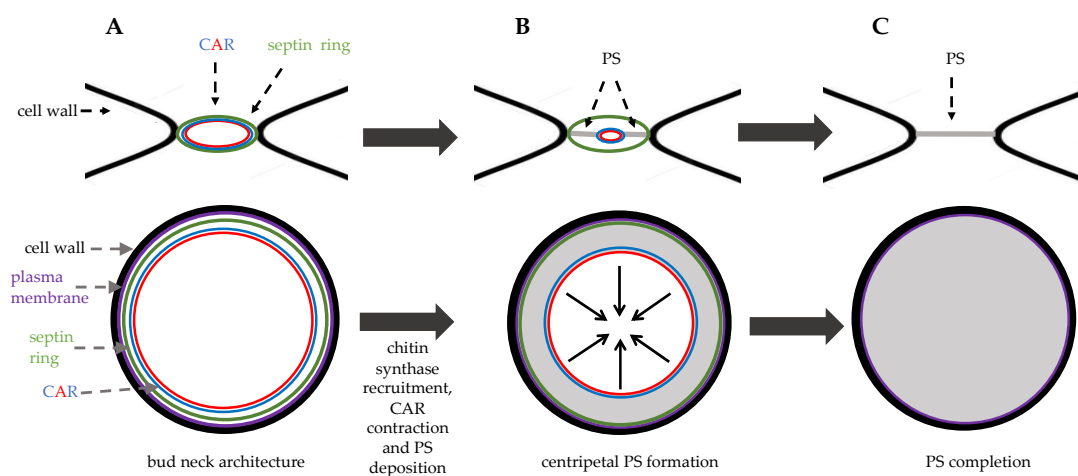 A
B
C
CAR
septin ring
PS
PS
cell wall
cell wall
plasma
membrane
septin
ring
CAR
chitin
synthase
recruitment,
CAR
contraction
and PS
deposition
bud neck architecture
centripetal PS formation
PS completion